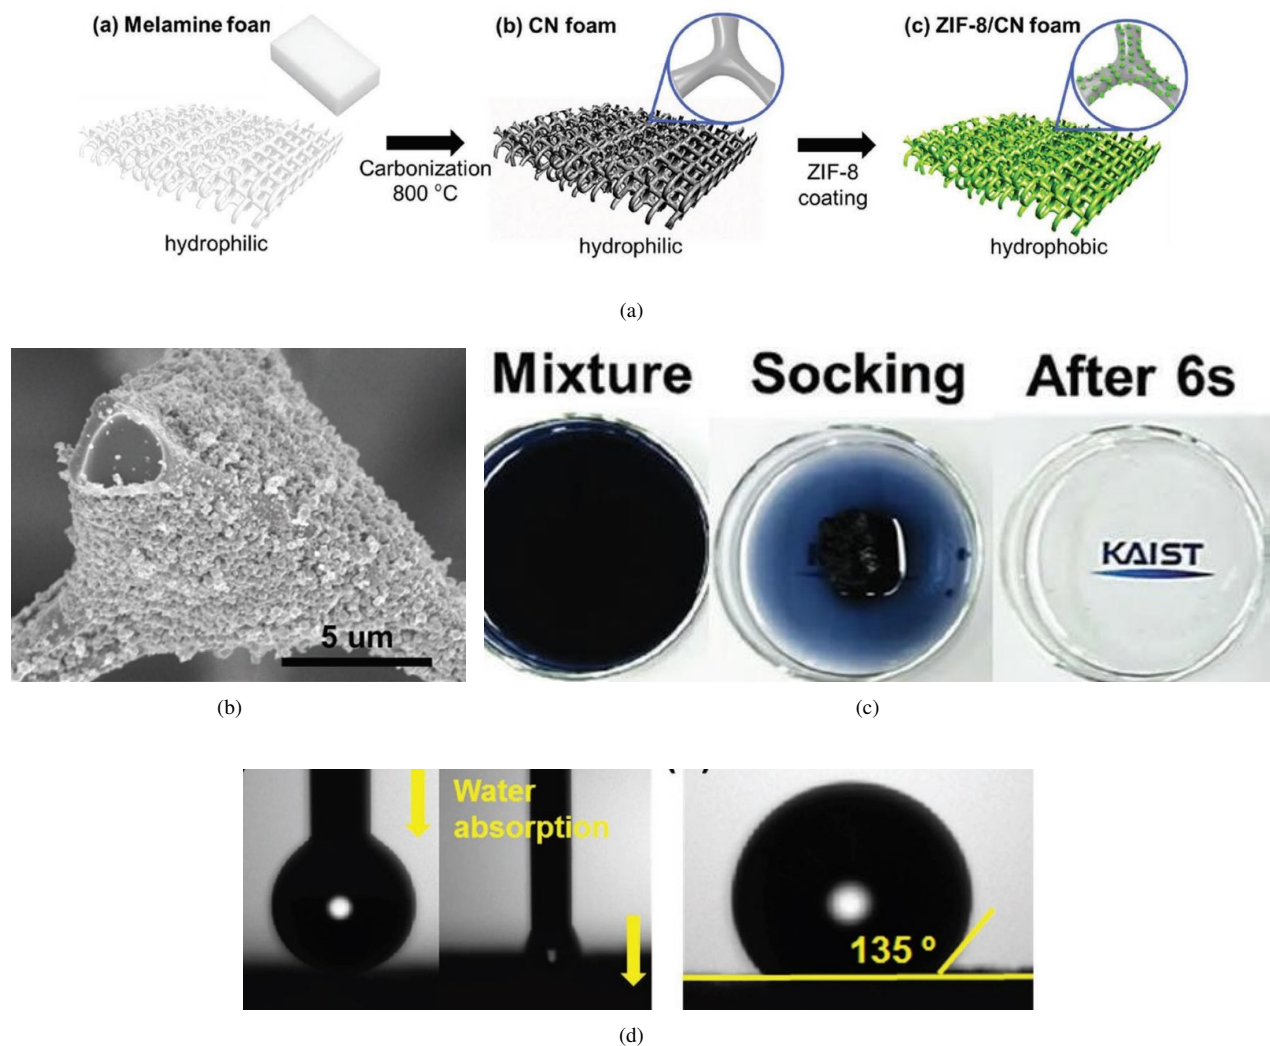 (a) Melamine foam
(b) CN foam
(c) ZIF-8/CN foam
Carbonization
800 °C
ZIF-8
coating
hydrophilic
hydrophilic
hydrophobic
(a)
5 um
Mixture
Socking
After 6s
KAIST
(b)
(c)
Water
absorption
135 º
(d)